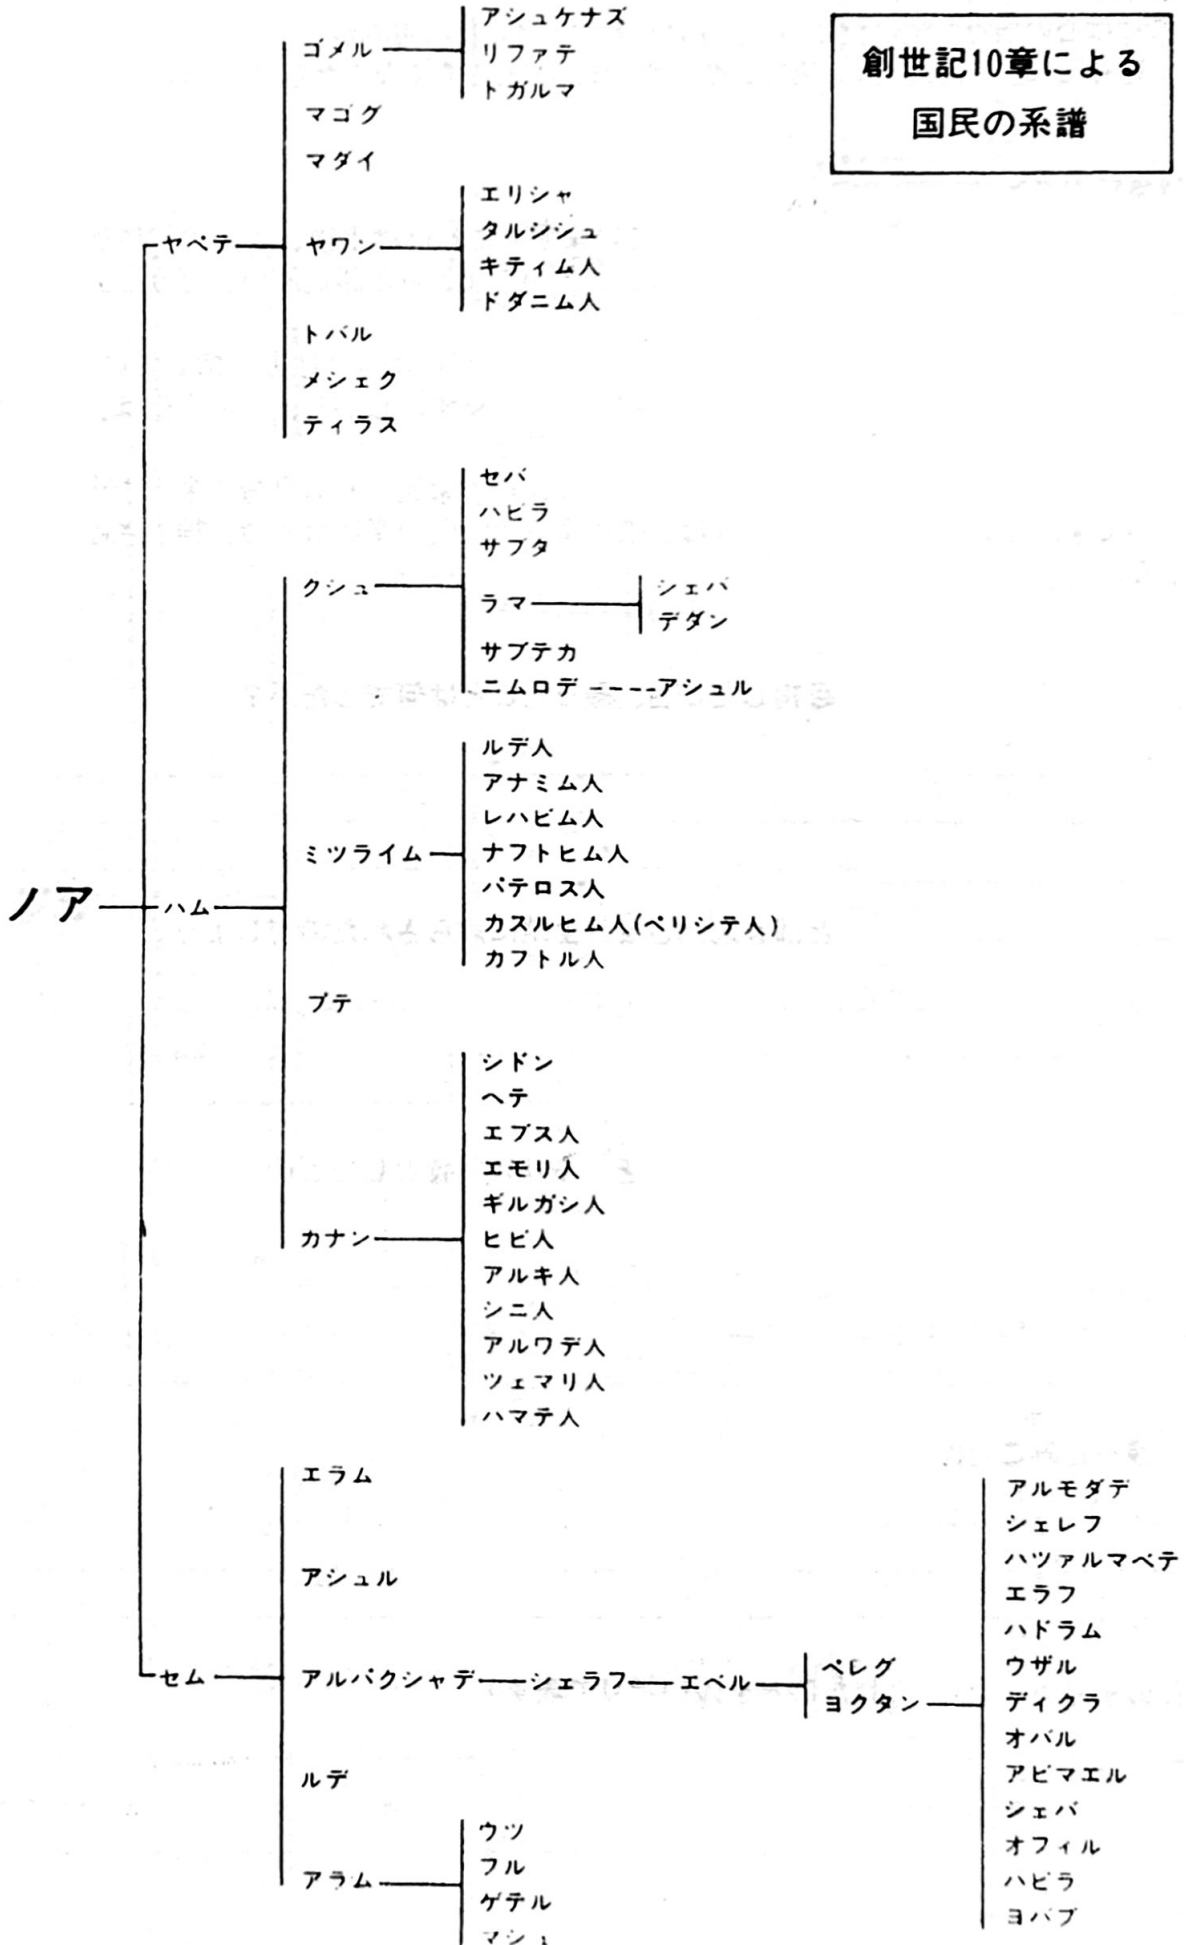 創世記10章による
国民の系譜
ノア
ヤペテ
ゴメル
アシュケナズ
リファテ
トガルマ
マゴグ
マダイ
ヤワン
エリシャ
タルシシュ
キティム人
ドダニム人
トバル
メシェク
ティラス
ハム
クシュ
セバ
ハビラ
サブタ
ラマ
シェバ
デダン
サブテカ
ニムロデ ----アシュル
ミツライム
ルデ人
アナミム人
レハビム人
ナフトヒム人
パテロス人
カスルヒム人(ペリシテ人)
カフトル人
プテ
カナン
シドン
ヘテ
エブス人
エモリ人
ギルガシ人
ヒビ人
アルキ人
シニ人
アルワデ人
ツェマリ人
ハマテ人
セム
エラム
アシュル
アルパクシャデ
シェラフ
エベル
ペレグ
ヨクタン
アルモダデ
シェレフ
ハツァルマベテ
エラフ
ハドラム
ウザル
ディクラ
オバル
アビマエル
シェバ
オフィル
ハビラ
ヨバブ
ルデ
アラム
ウツ
フル
ゲテル
マシュ